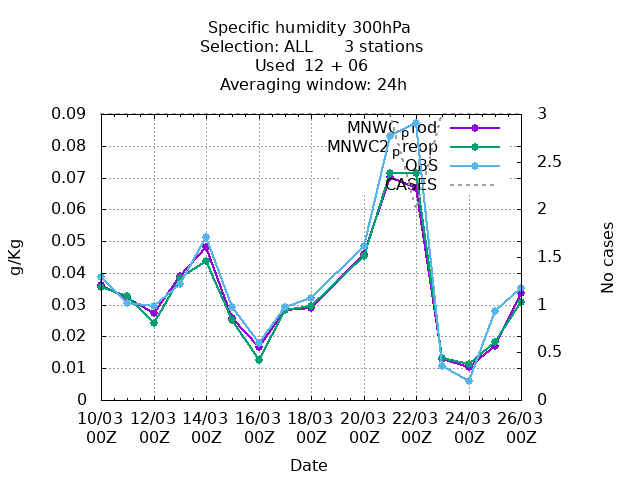 Specific humidity 300hPa
Selection: ALL 3 stations
Used 12 + 06
Averaging window: 24h
0.09
0.08
0.07
0.06
0.05
0.04
0.03
0.02
0.01
0
g/Kg
MNWC_prod
MNWC2_preop
OBS
CASES
3
2.5
2
1.5
1
0.5
0
No cases
10/03 12/03 14/03 16/03 18/03 20/03 22/03 24/03 26/03
00Z 00Z 00Z 00Z 00Z 00Z 00Z 00Z 00Z
Date